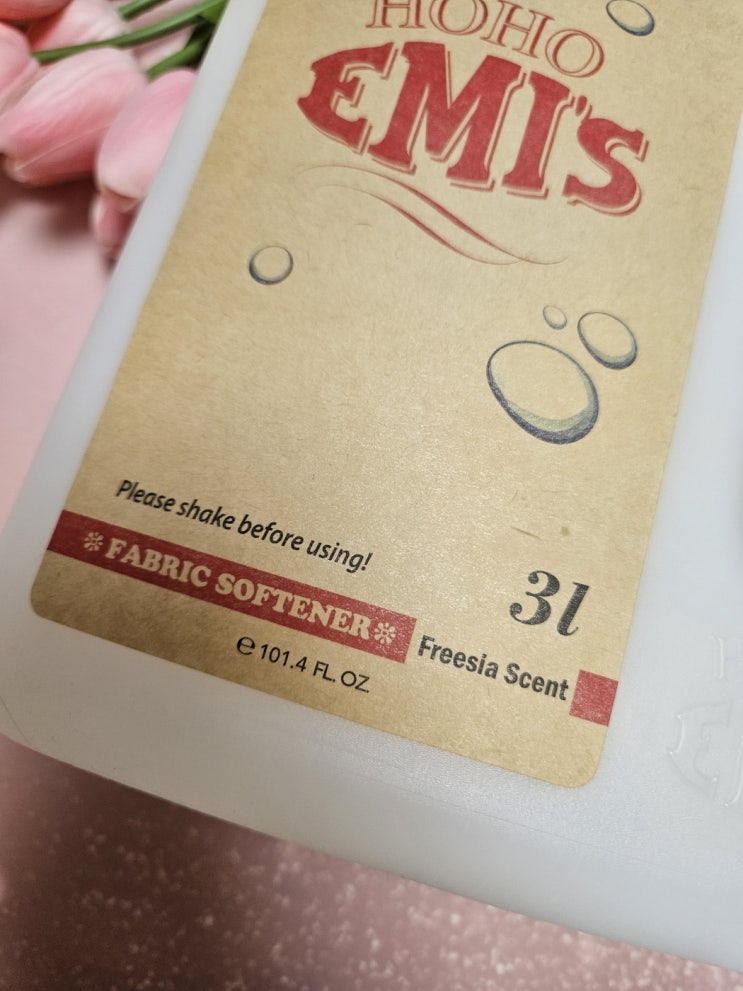 HOHO
EMI'S
Please shake before using!
FABRIC SOFTENER
3l
Freesia Scent
℮ 101.4 FL. OZ